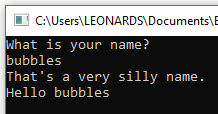 C:\Users\LEONARDS\Documents\
What is your name?
bubbles
That's a very silly name.
Hello bubbles